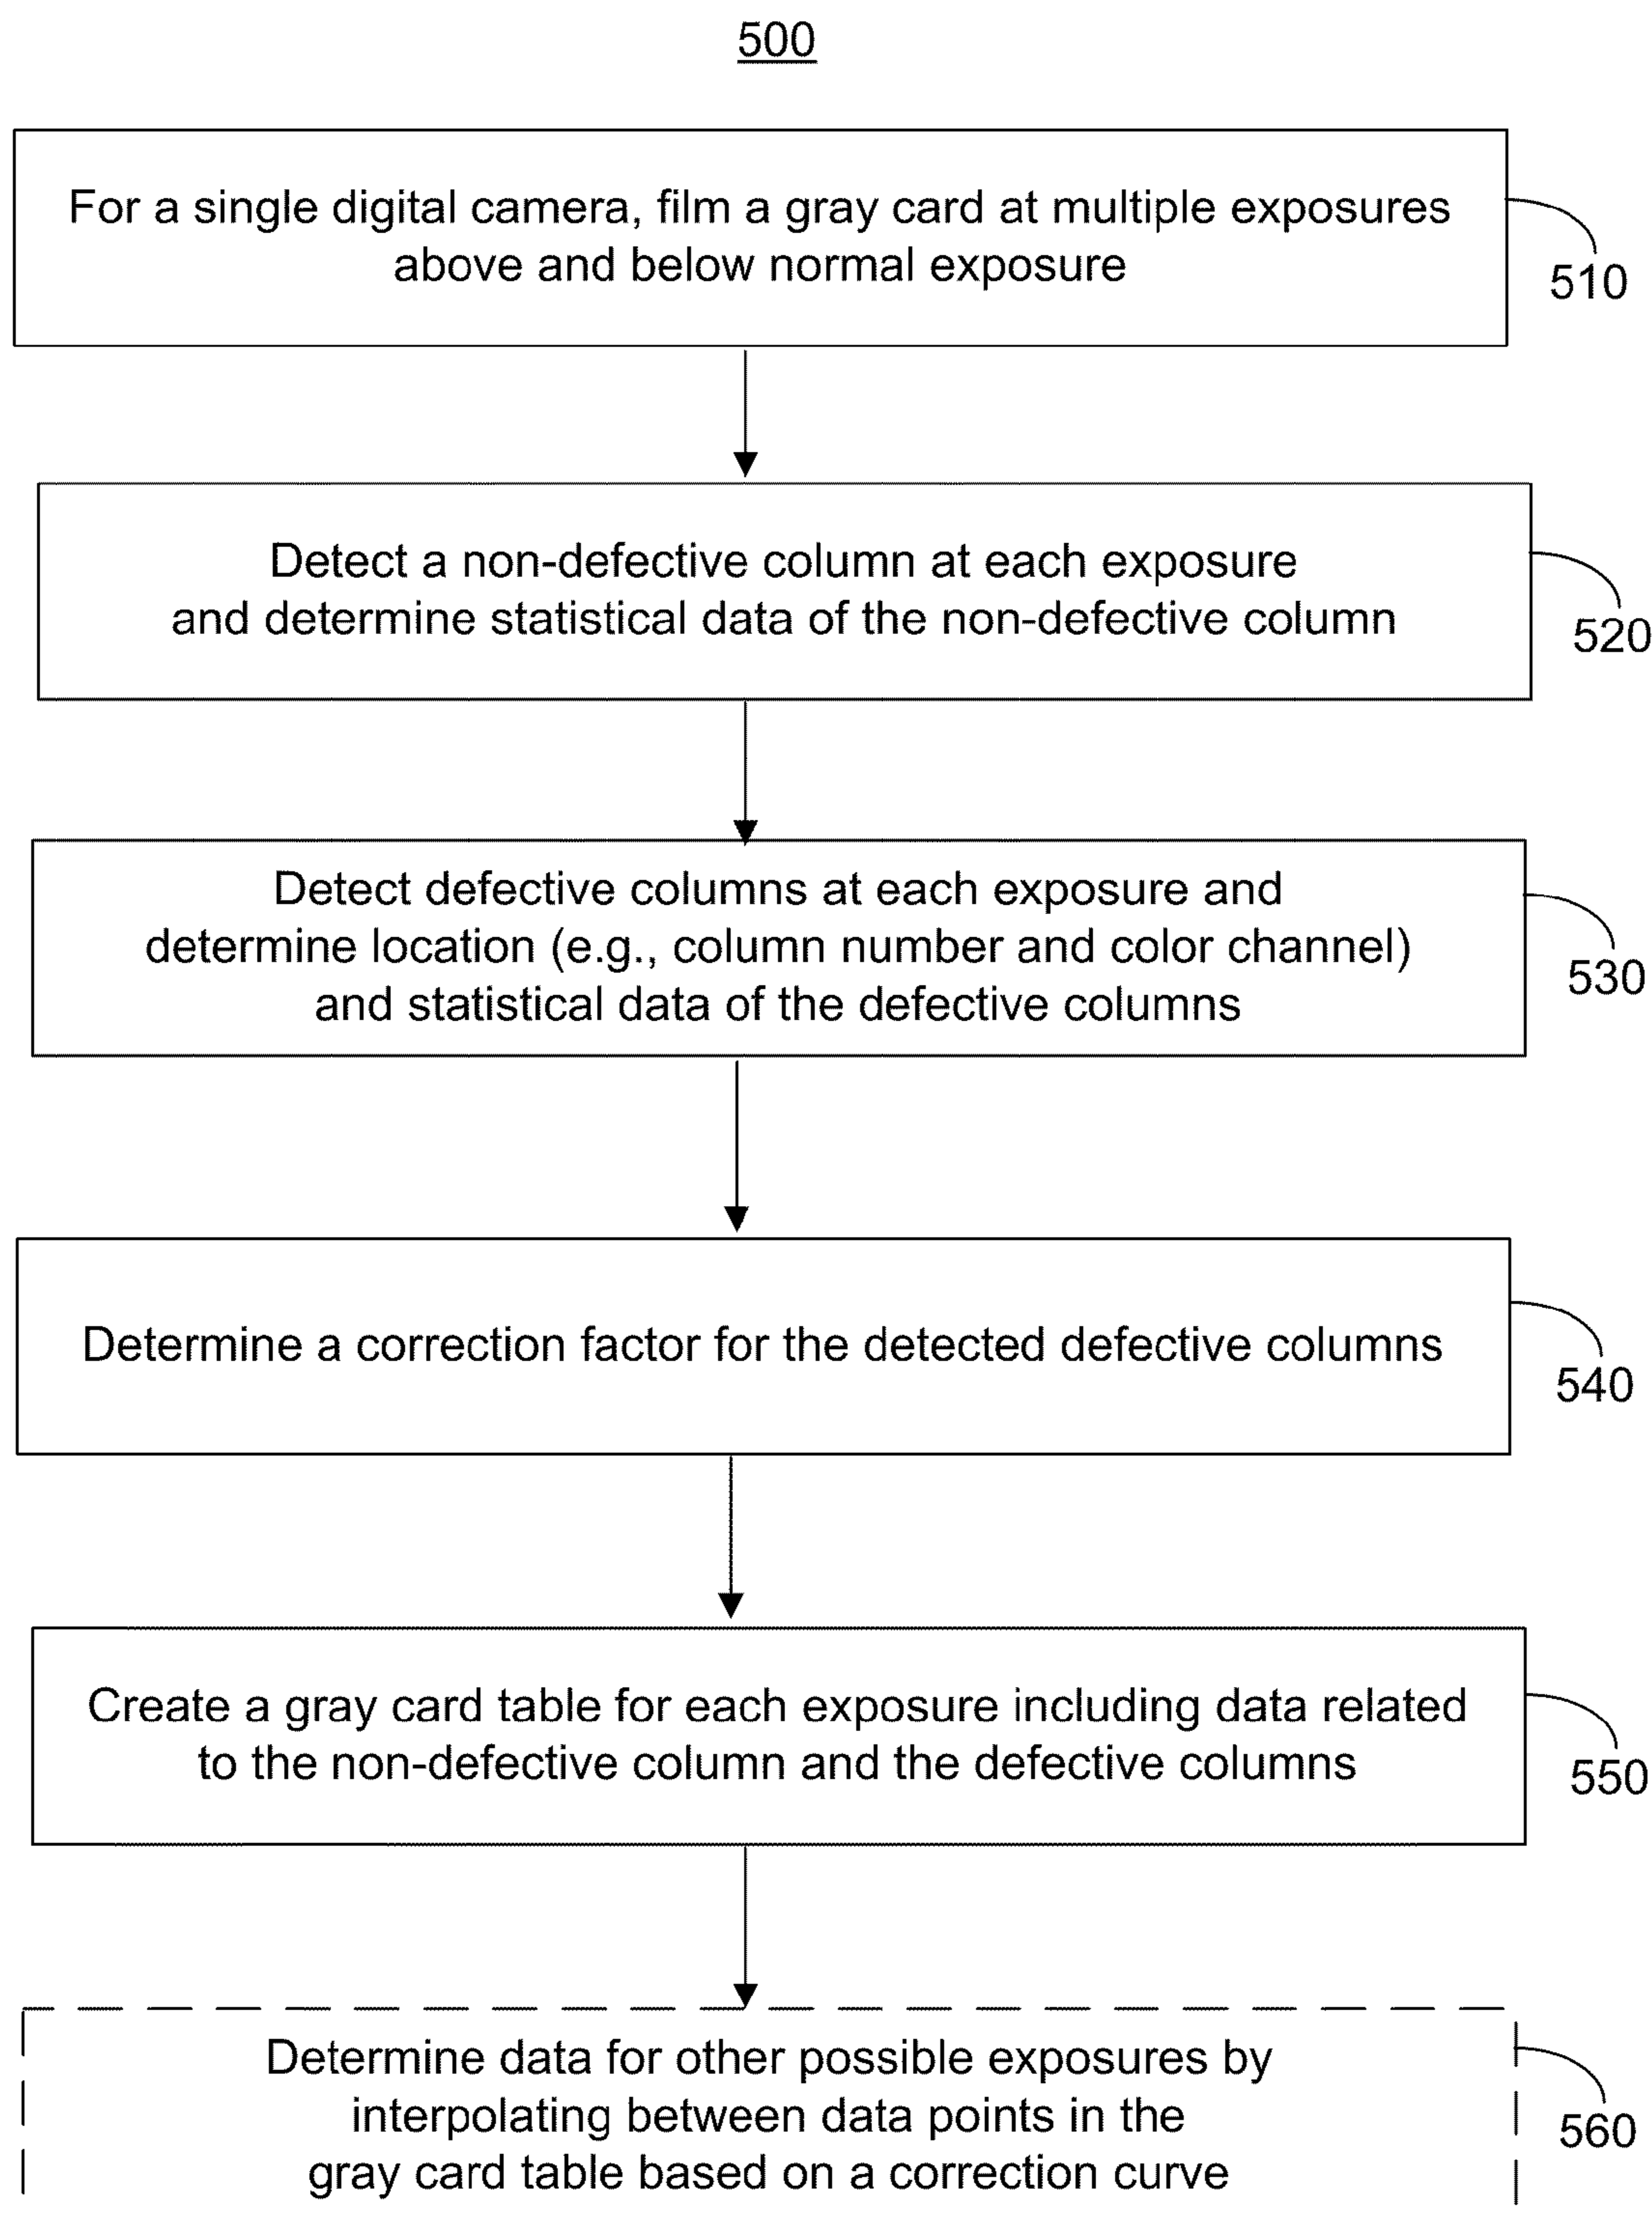 500
For a single digital camera, film a gray card at multiple exposures
above and below normal exposure
510
Detect a non-defective column at each exposure
and determine statistical data of the non-defective column
520
Detect defective columns at each exposure and
determine location (e.g., column number and color channel)
and statistical data of the defective columns
530
Determine a correction factor for the detected defective columns
540
Create a gray card table for each exposure including data related
to the non-defective column and the defective columns
550
Determine data for other possible exposures by
interpolating between data points in the
gray card table based on a correction curve
560